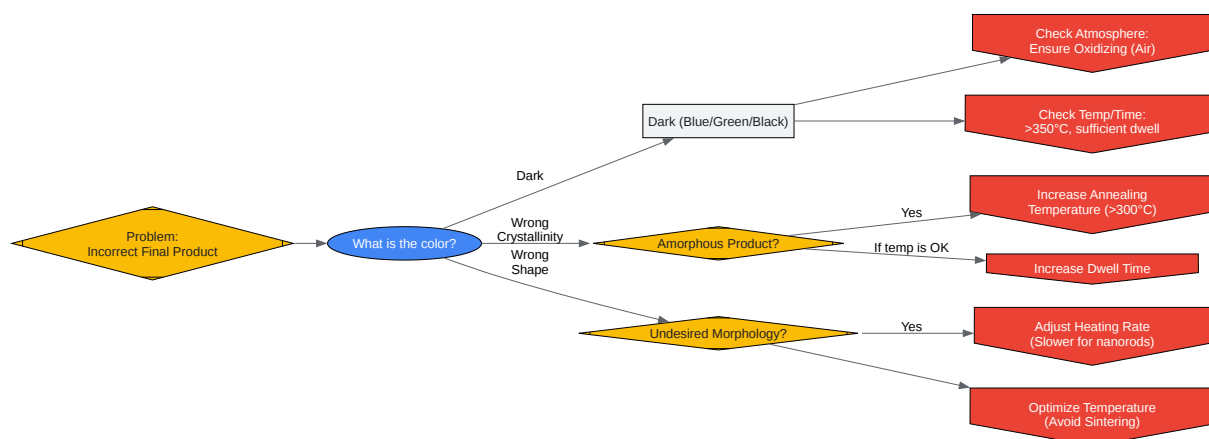 Problem:
Incorrect Final Product
What is the color?
Dark
Wrong
Crystallinity
Wrong
Shape
Dark (Blue/Green/Black)
Amorphous Product?
Undesired Morphology?
Yes
If temp is OK
Yes
Check Atmosphere:
Ensure Oxidizing (Air)
Check Temp/Time:
>350°C, sufficient dwell
Increase Annealing
Temperature (>300°C)
Increase Dwell Time
Adjust Heating Rate
(Slower for nanorods)
Optimize Temperature
(Avoid Sintering)